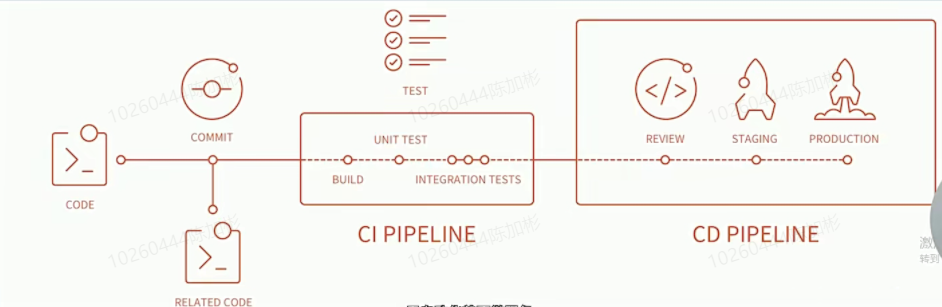 TEST
COMMIT
UNIT TEST
REVIEW
STAGING
PRODUCTION
BUILD
INTEGRATION TESTS
CODE
CI PIPELINE
CD PIPELINE
RELATED CODE
10260444陈加彬
10260444陈加彬
10260444陈加彬
10260444陈加彬
10260444陈加彬
10260444陈加彬
转到